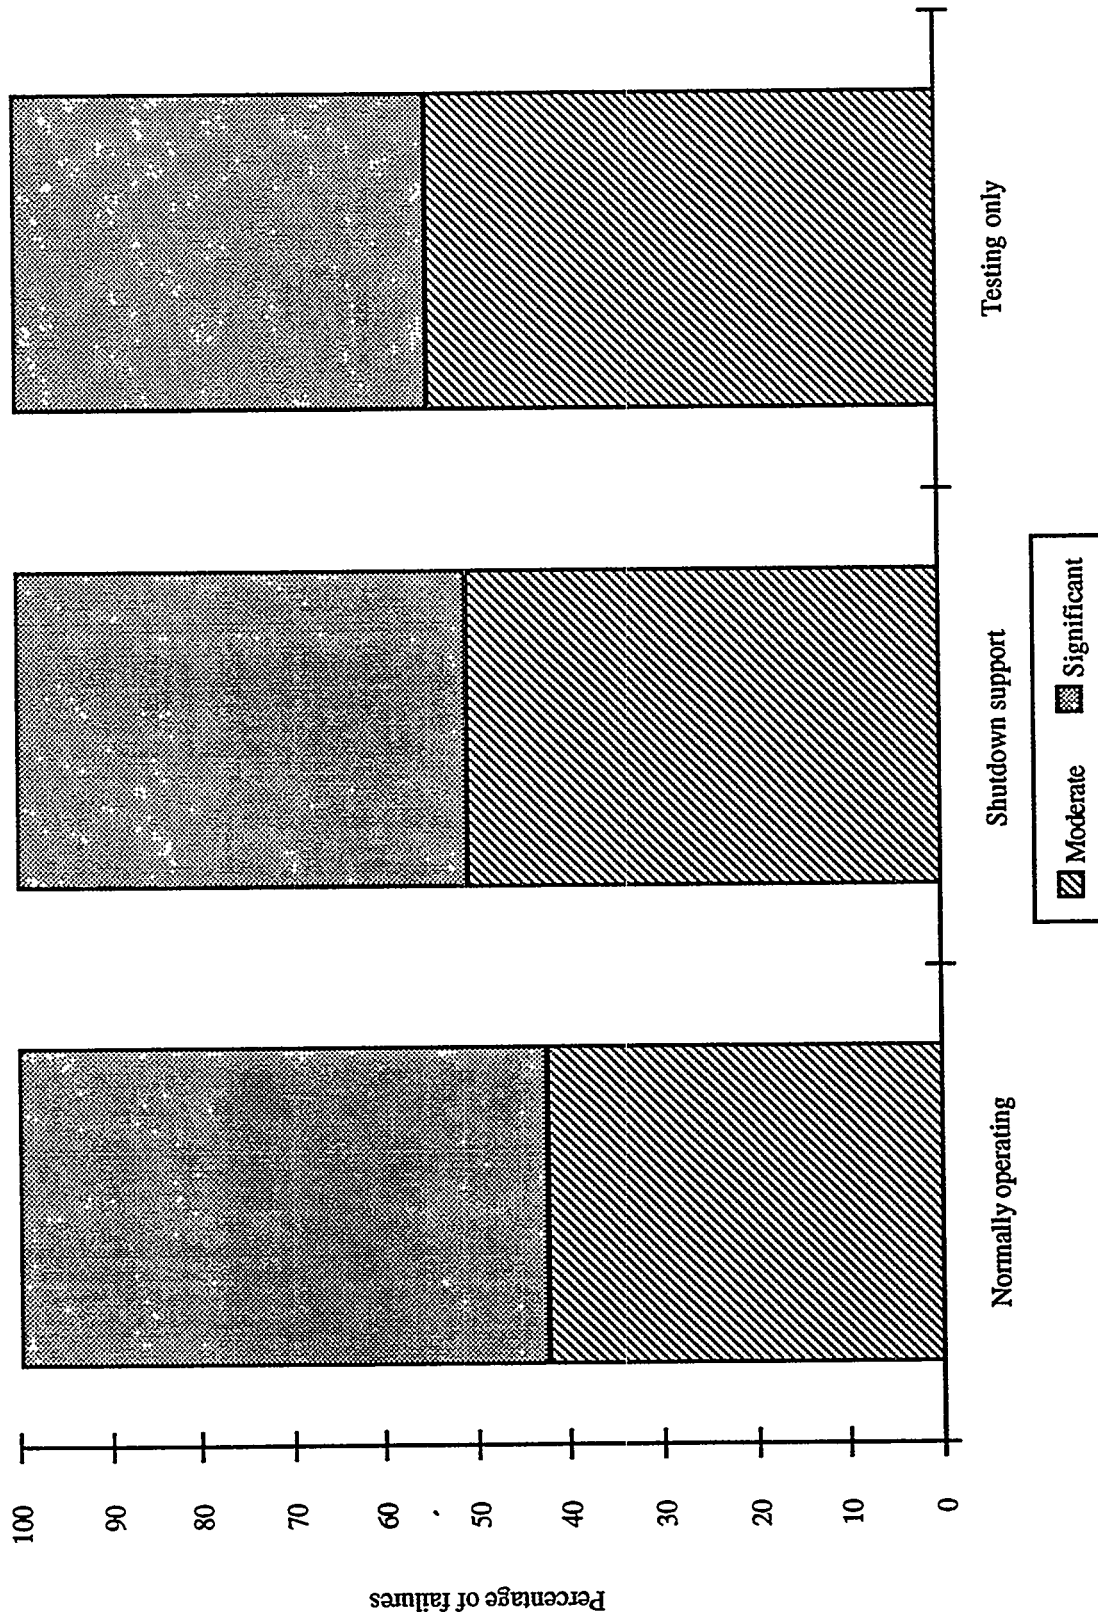 Percentage of failures
100
90
80
70
60
50
40
30
20
10
0
Normally operating
Shutdown support
Testing only
Moderate
Significant